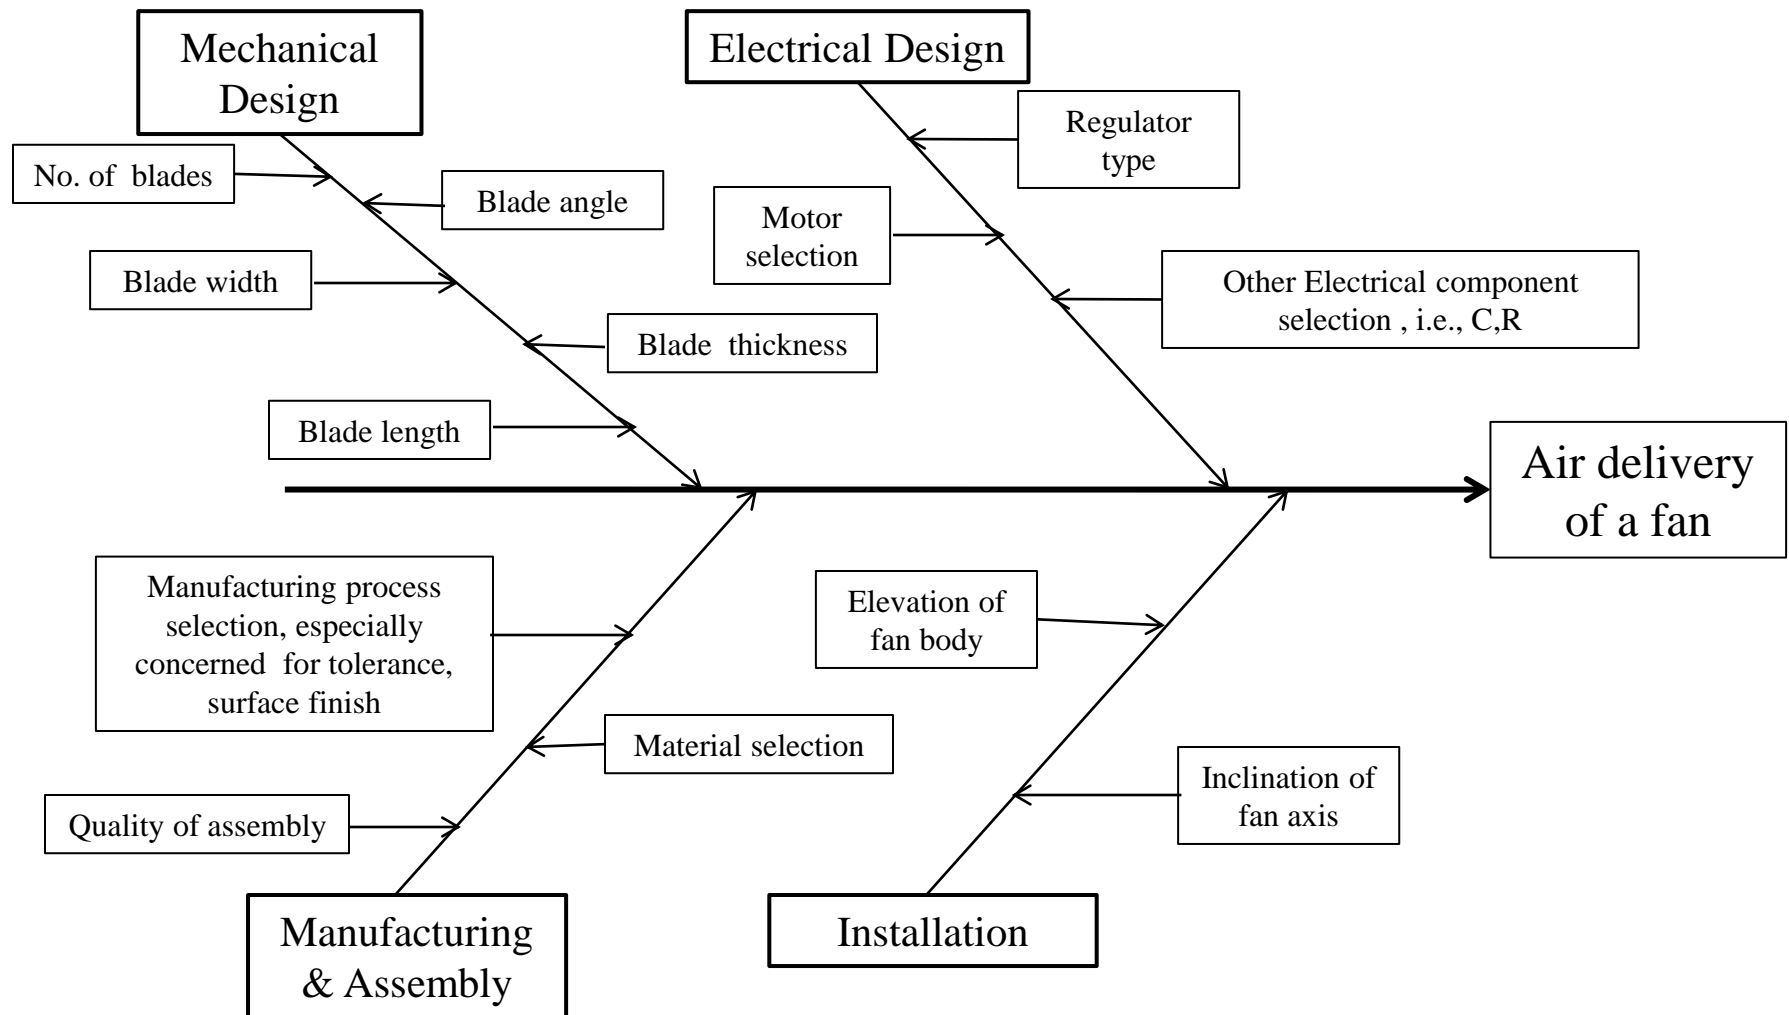 Mechanical
Design
Electrical Design
Regulator
type
No. of blades
Blade angle
Motor
selection
Blade width
Other Electrical component
selection , i.e., C,R
Blade thickness
Blade length
Air delivery
of a fan
Manufacturing process
selection, especially
concerned for tolerance,
surface finish
Elevation of
fan body
Material selection
Inclination of
fan axis
Quality of assembly
Manufacturing
& Assembly
Installation